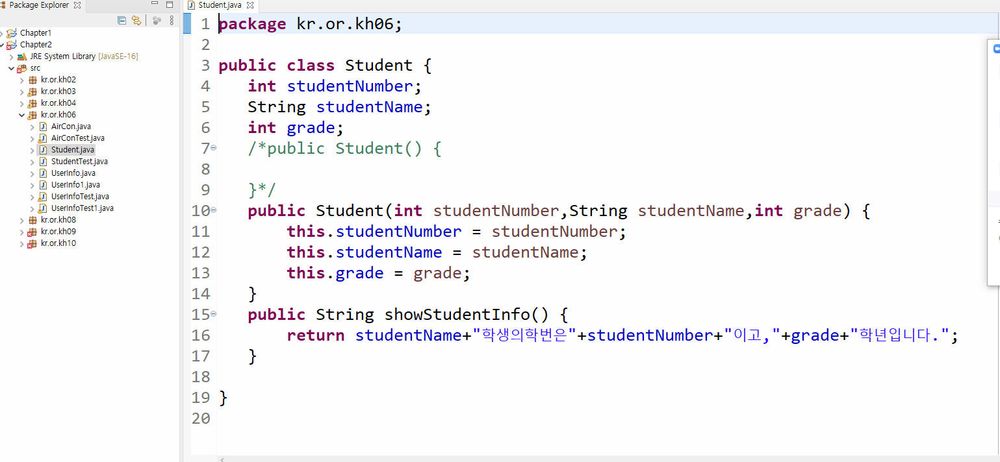 Package Explorer
Student.java
Chapter1
Chapter2
JRE System Library [JavaSE-16]
src
kr.or.kh02
kr.or.kh03
kr.or.kh04
kr.or.kh06
AirCon.java
AirConTest.java
Student.java
StudentTest.java
UserInfo.java
UserInfo1.java
UserInfoTest.java
UserInfoTest1.java
kr.or.kh08
kr.or.kh09
kr.or.kh10
1 package kr.or.kh06;
2
3 public class Student {
4 int studentNumber;
5 String studentName;
6 int grade;
7 /*public Student() {
8
9 }*/
10 public Student(int studentNumber,String studentName,int grade) {
11 this.studentNumber = studentNumber;
12 this.studentName = studentName;
13 this.grade = grade;
14 }
15 public String showStudentInfo() {
16 return studentName+"학생의학번은"+studentNumber+"이고,"+grade+"학년입니다.";
17 }
18
19 }
20